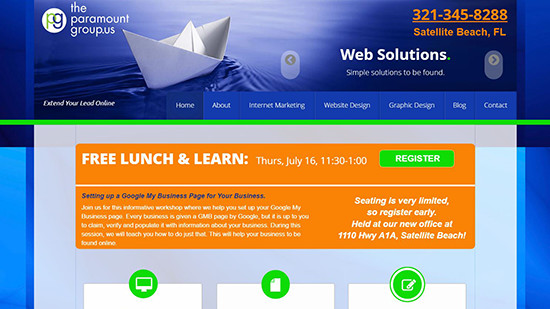 pg the
paramount
group.us
321-345-8288
Satellite Beach, FL
Web Solutions.
Simple solutions to be found.
Extend Your Lead Online
Home About Internet Marketing Website Design Graphic Design Blog Contact
FREE LUNCH & LEARN: Thurs, July 16, 11:30-1:00 REGISTER
Setting up a Google My Business Page for Your Business.
Join us for this informative workshop where we help you set up your Google My
Business page. Every business is given a GMB page by Google, but it is up to you
to claim, verify and populate it with information about your business. During this
session, we will teach you how to do just that. This will help your business to be
found online.
Seating is very limited,
so register early.
Held at our new office at
1110 Hwy A1A, Satellite Beach!